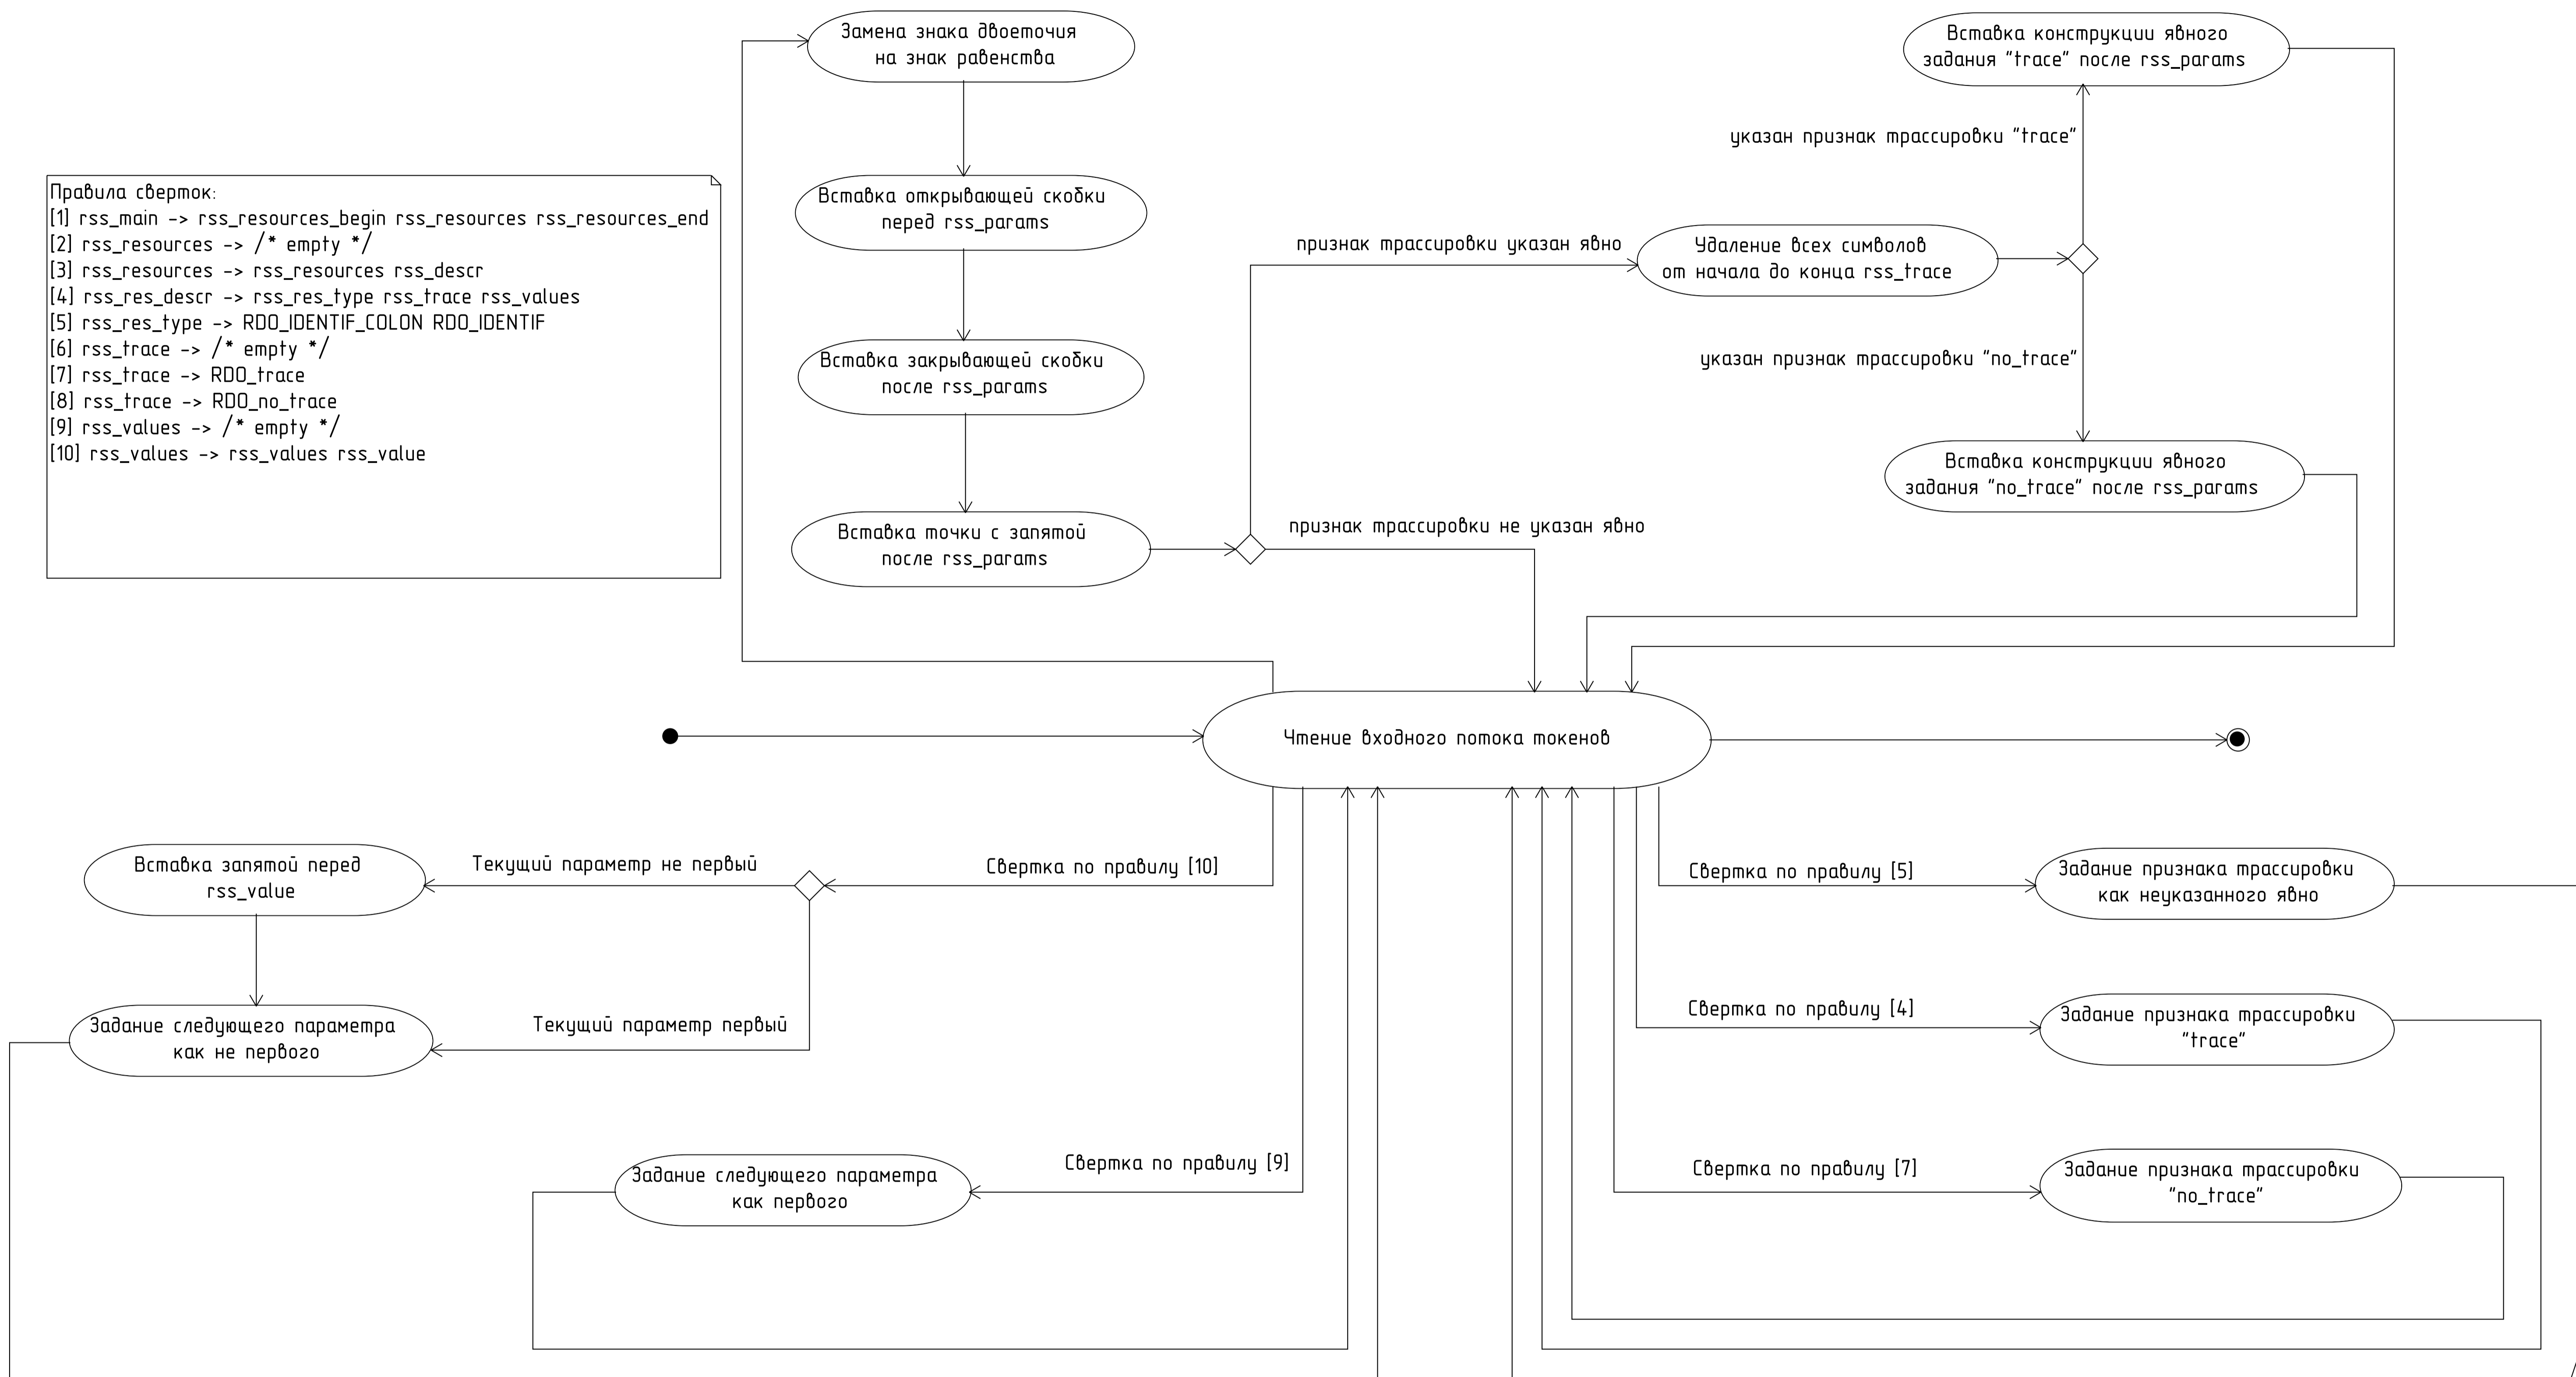 Замена знака двоеточия
на знак равенства
Вставка конструкции явного
задания "trace" после rss_params
указан признак трассировки "trace"
Правила сверток:
[1] rss_main -> rss_resources_begin rss_resources rss_resources_end
[2] rss_resources -> /* empty */
[3] rss_resources -> rss_resources rss_descr
[4] rss_res_descr -> rss_res_type rss_trace rss_values
[5] rss_res_type -> RDO_IDENTIF_COLON RDO_IDENTIF
[6] rss_trace -> /* empty */
[7] rss_trace -> RDO_trace
[8] rss_trace -> RDO_no_trace
[9] rss_values -> /* empty */
[10] rss_values -> rss_values rss_value
Вставка открывающей скобки
перед rss_params
признак трассировки указан явно
Удаление всех символов
от начала до конца rss_trace
Вставка закрывающей скобки
после rss_params
указан признак трассировки "no_trace"
Вставка конструкции явного
задания "no_trace" после rss_params
Вставка точки с запятой
после rss_params
признак трассировки не указан явно
Чтение входного потока токенов
Вставка запятой перед
rss_value
Текущий параметр не первый
Свертка по правилу [10]
Свертка по правилу [5]
Задание признака трассировки
как неуказанного явно
Задание следующего параметра
как не первого
Текущий параметр первый
Свертка по правилу [4]
Задание признака трассировки
"trace"
Задание следующего параметра
как первого
Свертка по правилу [9]
Свертка по правилу [7]
Задание признака трассировки
"no_trace"